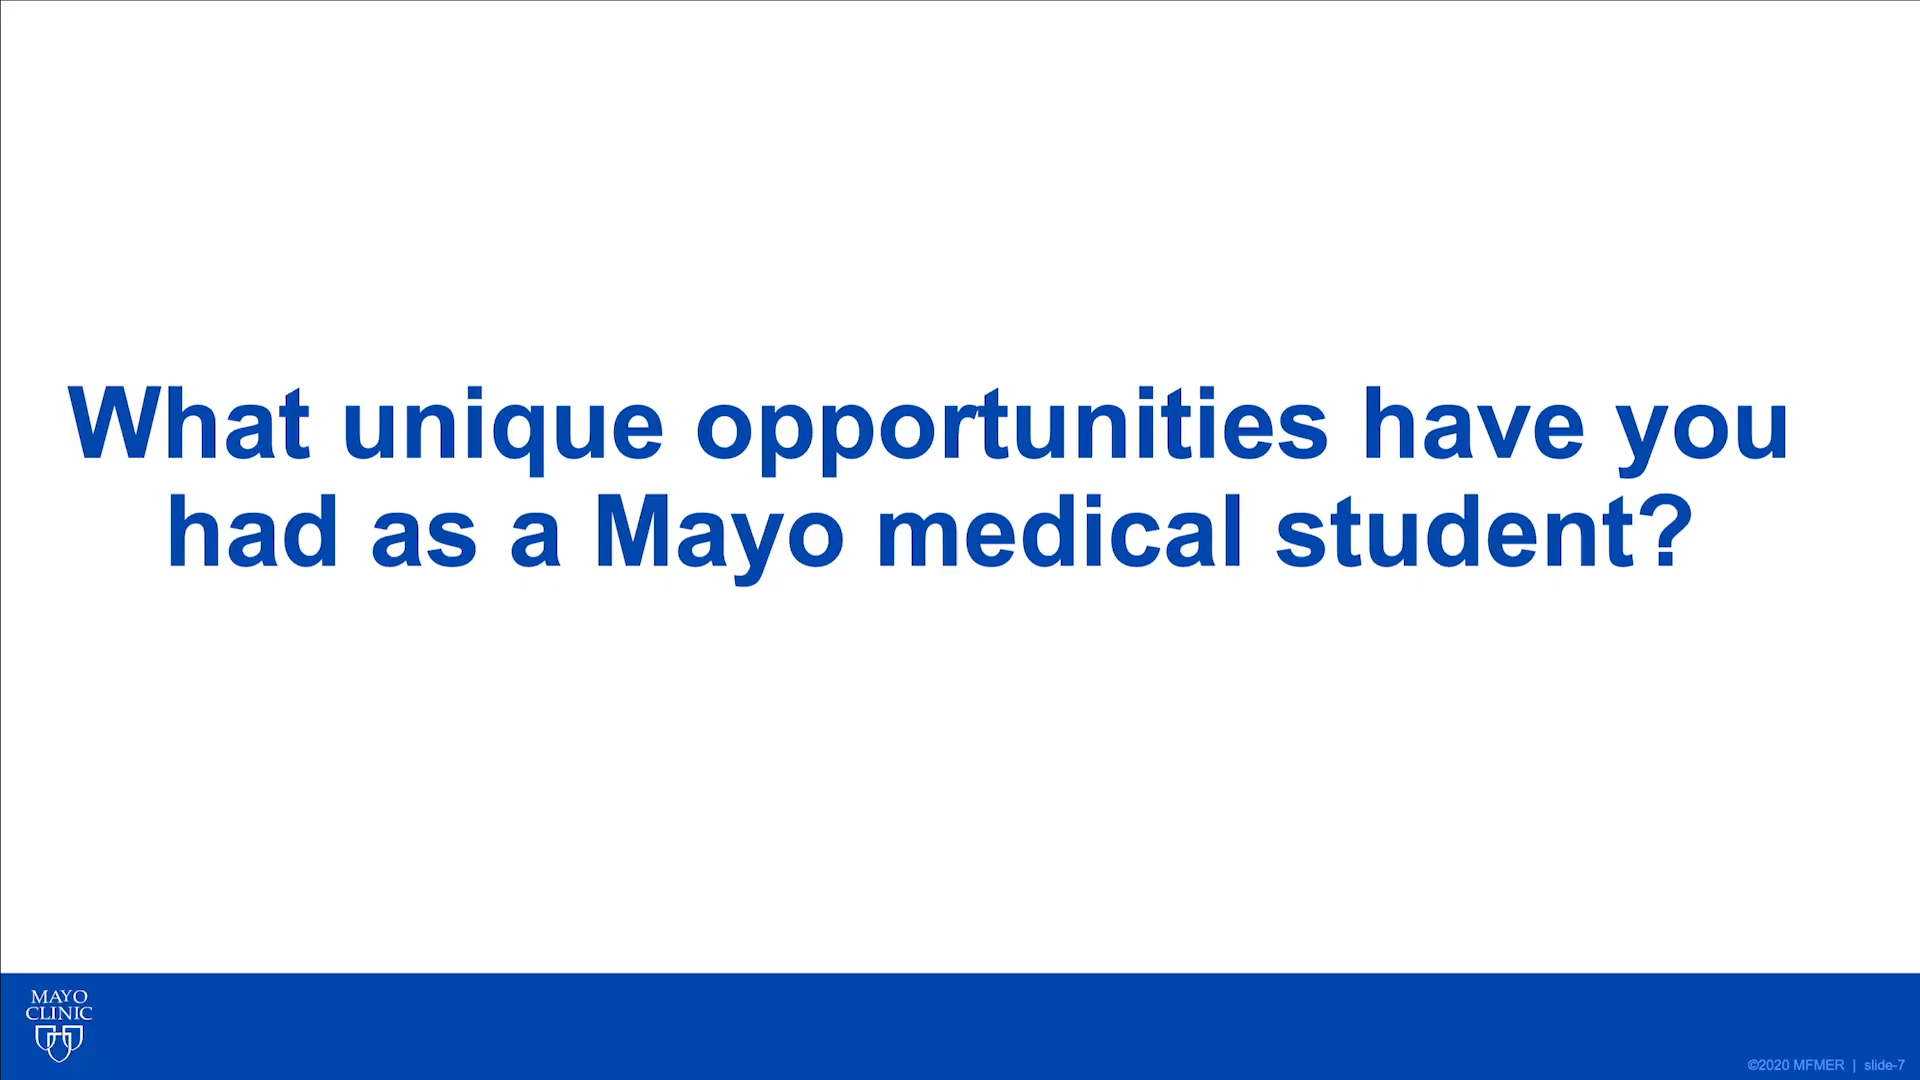 What unique opportunities have you
had as a Mayo medical student?
MAYO
CLINIC
©2020 MFMER | slide-7